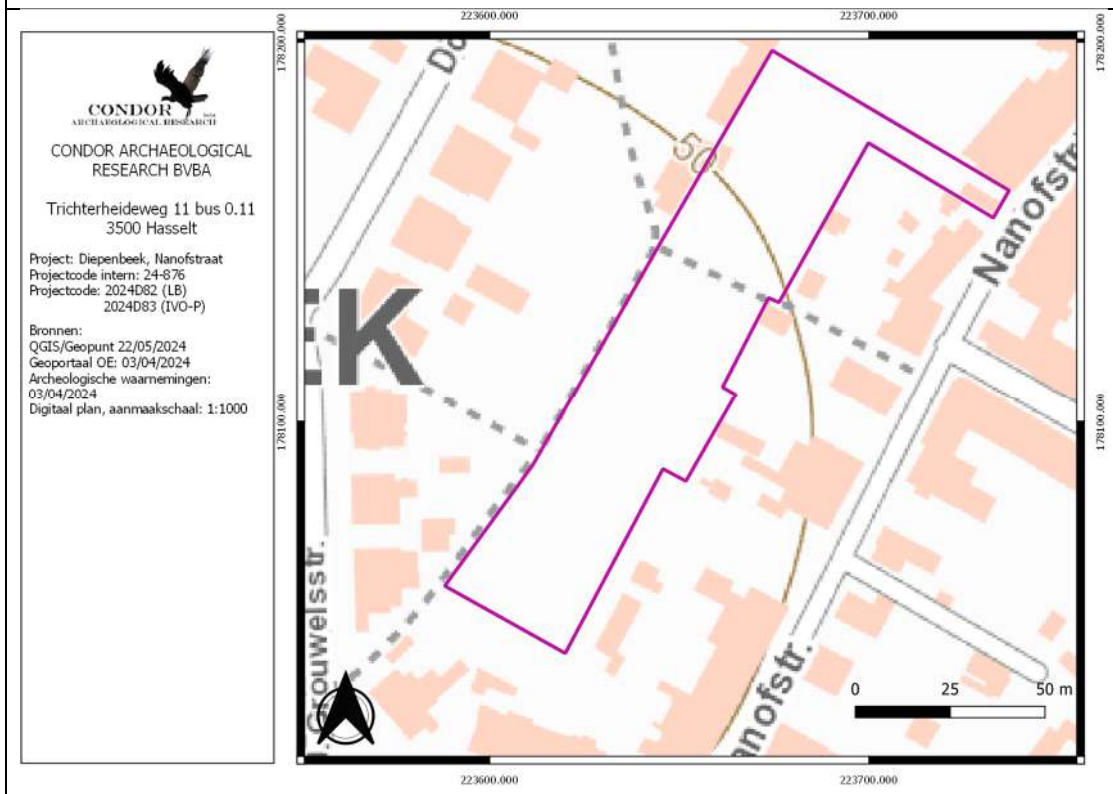 CONDOR
ARCHAEOLOGICAL RESEARCH
CONDOR ARCHAEOLOGICAL
RESEARCH BVBA
Trichterheideweg 11 bus 0.11
3500 Hasselt
Project: Diepenbeek, Nanofstraat
Projectcode intern: 24-876
Projectcode: 2024D82 (LB)
2024D83 (IVO-P)
Bronnen:
QGIS/Geopunt 22/05/2024
Geoportaal OE: 03/04/2024
Archeologische waarnemingen:
03/04/2024
Digitaal plan, aanmaakschaal: 1:1000
223600.000
223700.000
178200.000
178200.000
Do
50
Nanofstr.
EK
178100.000
178100.000
Grouwelsstr.
Nanofstr.
0 25 50 m
223600.000
223700.000